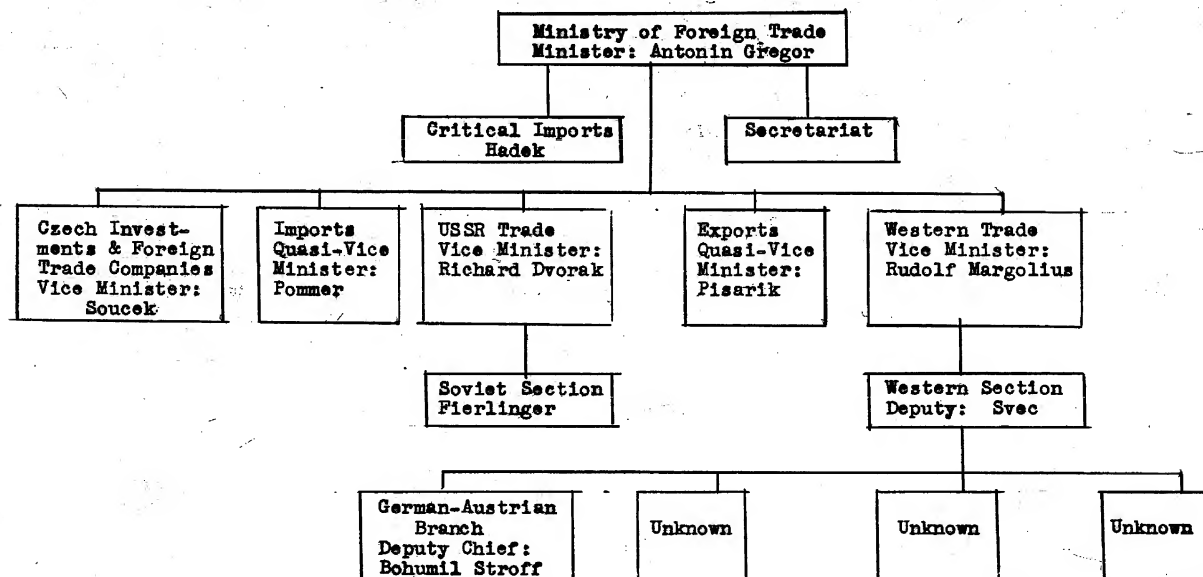 Ministry of Foreign Trade
Minister: Antonin Gregor
Critical Imports
Hadek
Secretariat
Czech Invest-
ments & Foreign
Trade Companies
Vice Minister:
Soucek
Imports
Quasi-Vice
Minister:
Pommer
USSR Trade
Vice Minister:
Richard Dvorak
Exports
Quasi-Vice
Minister:
Pisarik
Western Trade
Vice Minister:
Rudolf Margolius
Soviet Section
Fierlinger
Western Section
Deputy: Svec
German-Austrian
Branch
Deputy Chief:
Bohumil Stroff
Unknown
Unknown
Unknown